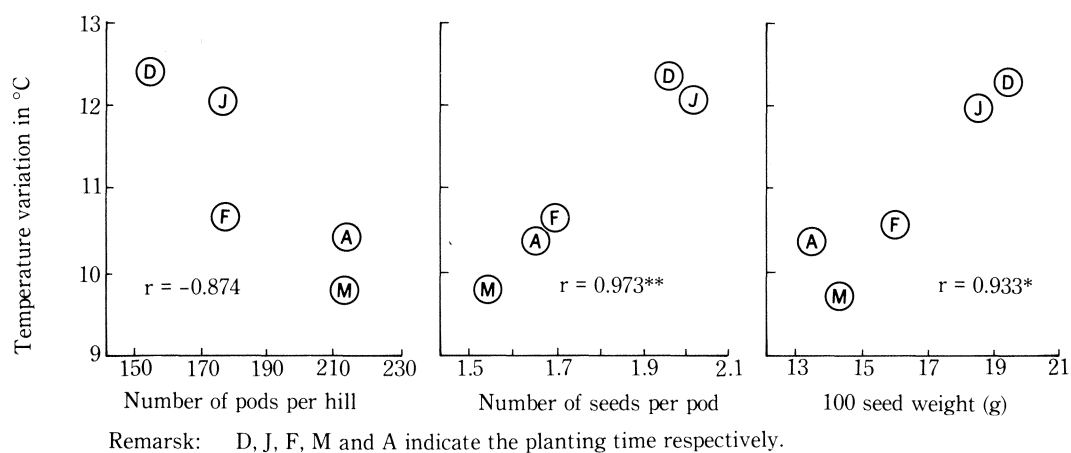 Temperature variation in °C
13
12
11
10
9
D
J
F
A
M
r = -0.874
150 170 190 210 230
Number of pods per hill
D
J
F
A
M
r = 0.973**
1.5 1.7 1.9 2.1
Number of seeds per pod
D
J
F
A
M
r = 0.933*
13 15 17 19 21
100 seed weight (g)
Remarsk: D, J, F, M and A indicate the planting time respectively.